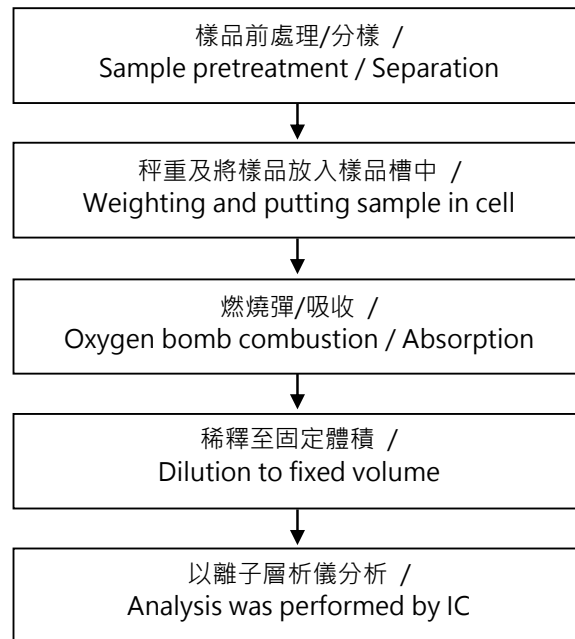 樣品前處理/分樣 /
Sample pretreatment / Separation
秤重及將樣品放入樣品槽中 /
Weighting and putting sample in cell
燃燒彈/吸收 /
Oxygen bomb combustion / Absorption
稀釋至固定體積 /
Dilution to fixed volume
以離子層析儀分析 /
Analysis was performed by IC